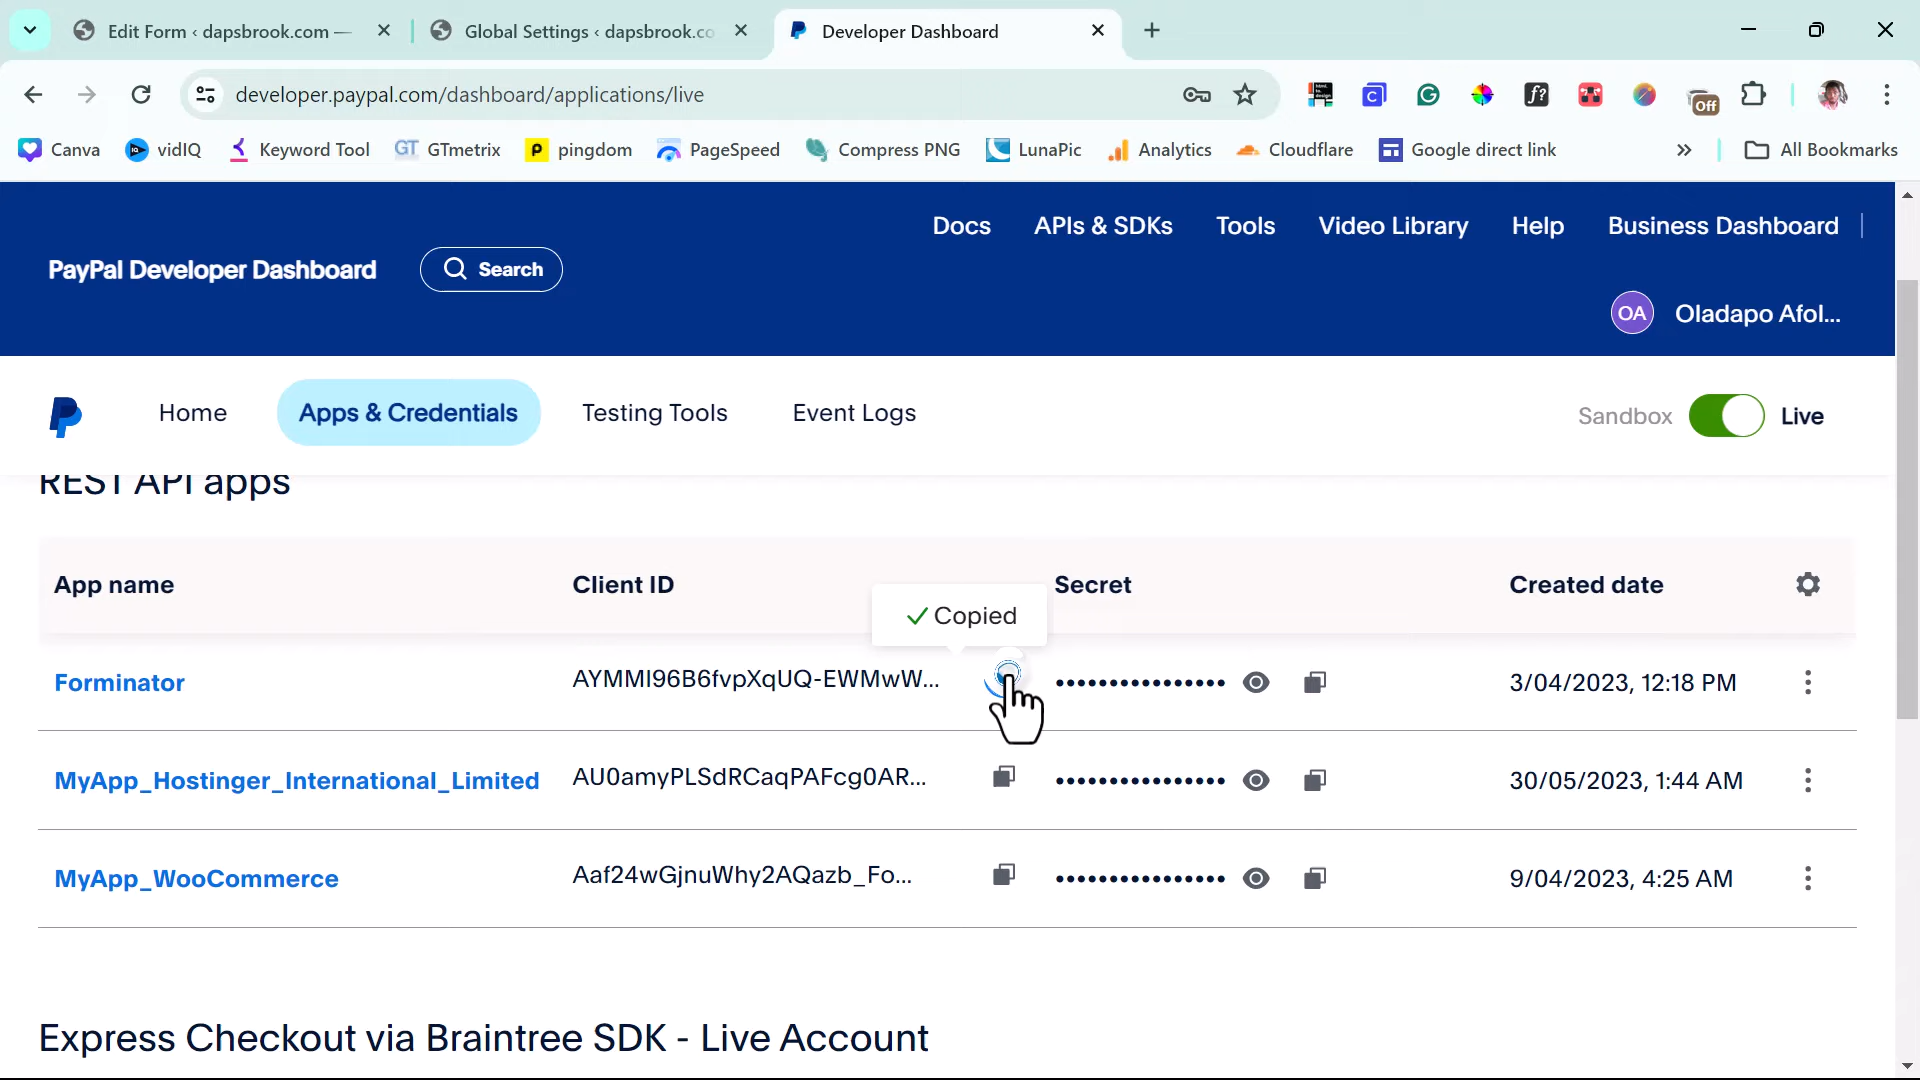 Edit Form ‹ dapsbrook.com —
Global Settings ‹ dapsbrook.co
Developer Dashboard
developer.paypal.com/dashboard/applications/live
Off
Canva
vidIQ
Keyword Tool
GT GTmetrix
p pingdom
PageSpeed
Compress PNG
LunaPic
Analytics
Cloudflare
Google direct link
»
All Bookmarks
Docs
APIs & SDKs
Tools
Video Library
Help
Business Dashboard
PayPal Developer Dashboard
Search
OA
Oladapo Afol...
Home
Apps & Credentials
Testing Tools
Event Logs
Sandbox
Live
REST API apps
App name
Client ID
Secret
Created date
Copied
Forminator
AYMMI96B6fvpXqUQ-EWMwW...
••••••••••••••••
3/04/2023, 12:18 PM
MyApp_Hostinger_International_Limited
AU0amyPLSdRCaqPAFcg0AR...
••••••••••••••••
30/05/2023, 1:44 AM
MyApp_WooCommerce
Aaf24wGjnuWhy2AQazb_Fo...
••••••••••••••••
9/04/2023, 4:25 AM
Express Checkout via Braintree SDK - Live Account